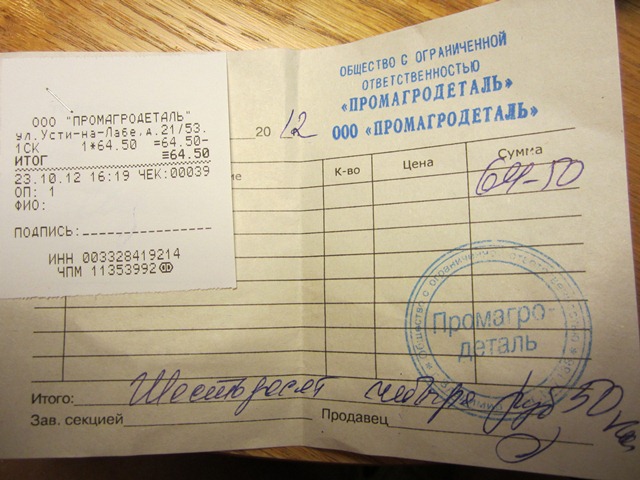 ООО "ПРОМАГРОДЕТАЛЬ"
ул.Усти-на-Лабе,д.21/53.
1СК 1*64.50 =64.50-
ИТОГ =64.50
23.10.12 16:19 ЧЕК:00039
ОП: 1
ФИО:
ПОДПИСЬ:
ИНН 003328419214
ЧПМ 11353992
ОБЩЕСТВО С ОГРАНИЧЕННОЙ
ОТВЕТСТВЕННОСТЬЮ
«ПРОМАГРОДЕТАЛЬ»
ООО «ПРОМАГРОДЕТАЛЬ»
20 12
К-во Цена Сумма
64-50
Промагро-
деталь
Итого: Шестьдесят четыре руб 50 коп
Зав. секцией Продавец